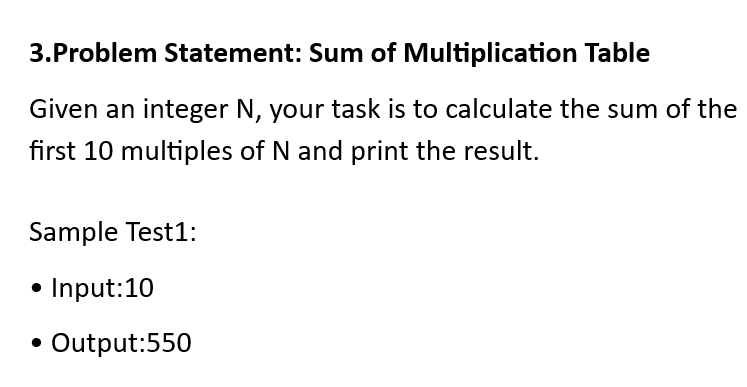 3.Problem Statement: Sum of Multiplication Table
Given an integer N, your task is to calculate the sum of the
first 10 multiples of N and print the result.
Sample Test1:
• Input:10
• Output:550